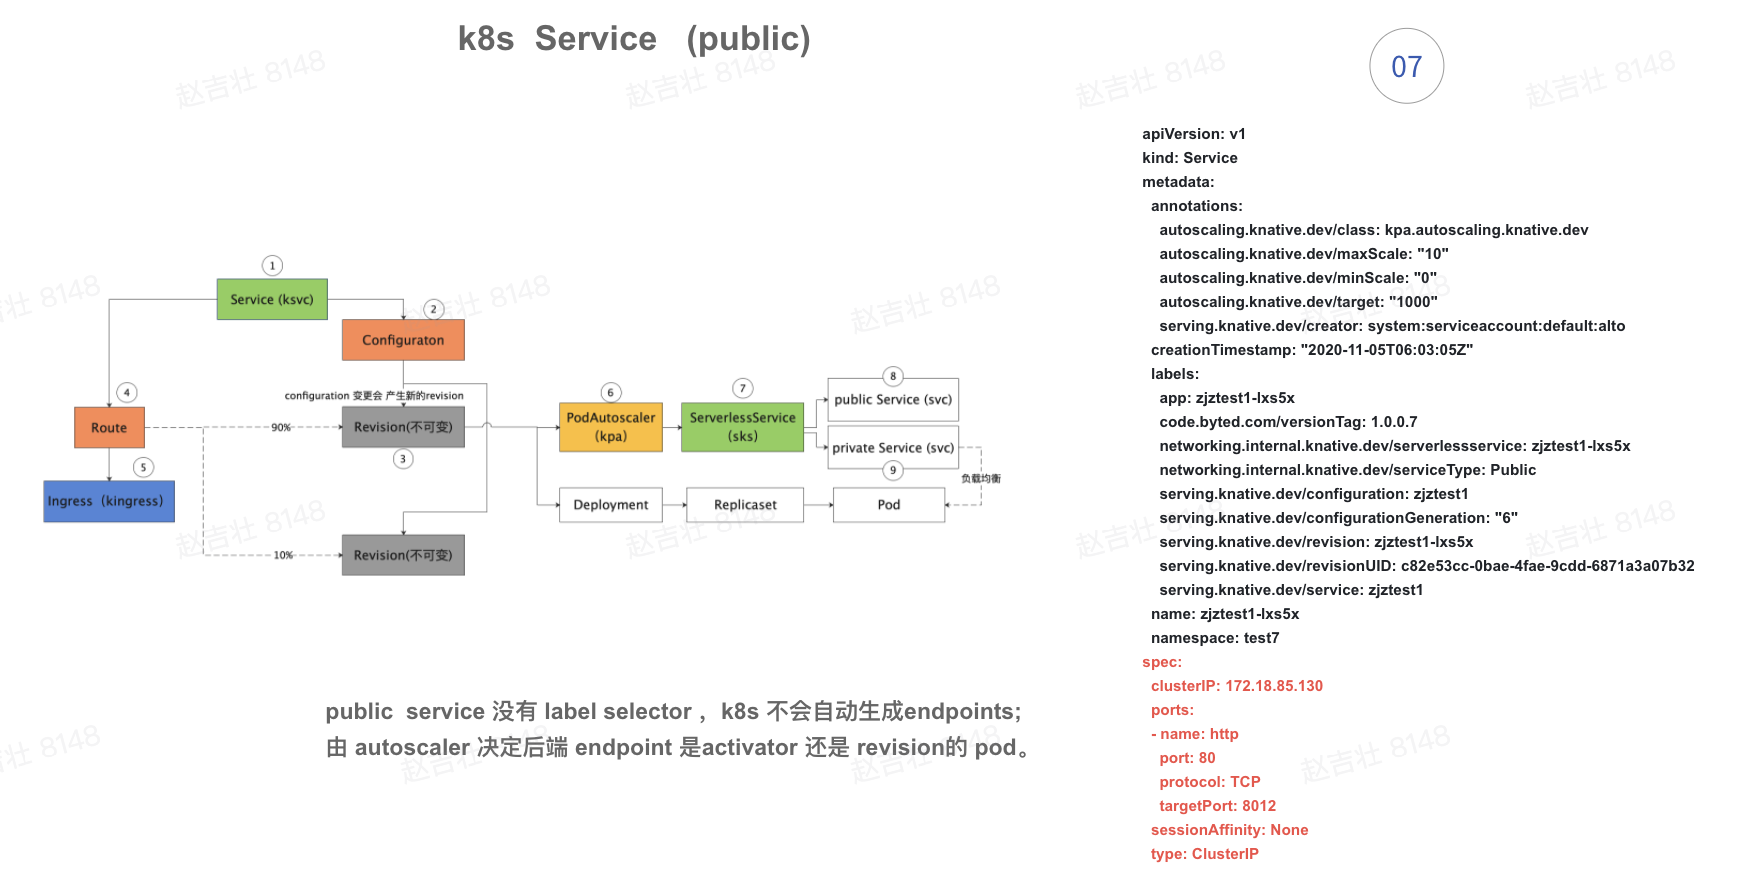 k8s Service (public)
07
1
Service (ksvc)
2
Configuraton
configuration 变更会 产生新的revision
4
Route
90%
Revision(不可变)
3
5
Ingress（kingress）
10%
Revision(不可变)
6
PodAutoscaler
（kpa）
7
ServerlessService
（sks）
8
public Service (svc)
private Service (svc)
9
负载均衡
Deployment
Replicaset
Pod
public service 没有 label selector ，k8s 不会自动生成endpoints;
由 autoscaler 决定后端 endpoint 是activator 还是 revision的 pod。
apiVersion: v1
kind: Service
metadata:
annotations:
autoscaling.knative.dev/class: kpa.autoscaling.knative.dev
autoscaling.knative.dev/maxScale: "10"
autoscaling.knative.dev/minScale: "0"
autoscaling.knative.dev/target: "1000"
serving.knative.dev/creator: system:serviceaccount:default:alto
creationTimestamp: "2020-11-05T06:03:05Z"
labels:
app: zjztest1-lxs5x
code.byted.com/versionTag: 1.0.0.7
networking.internal.knative.dev/serverlessservice: zjztest1-lxs5x
networking.internal.knative.dev/serviceType: Public
serving.knative.dev/configuration: zjztest1
serving.knative.dev/configurationGeneration: "6"
serving.knative.dev/revision: zjztest1-lxs5x
serving.knative.dev/revisionUID: c82e53cc-0bae-4fae-9cdd-6871a3a07b32
serving.knative.dev/service: zjztest1
name: zjztest1-lxs5x
namespace: test7
spec:
clusterIP: 172.18.85.130
ports:
- name: http
port: 80
protocol: TCP
targetPort: 8012
sessionAffinity: None
type: ClusterIP
赵吉壮 8148